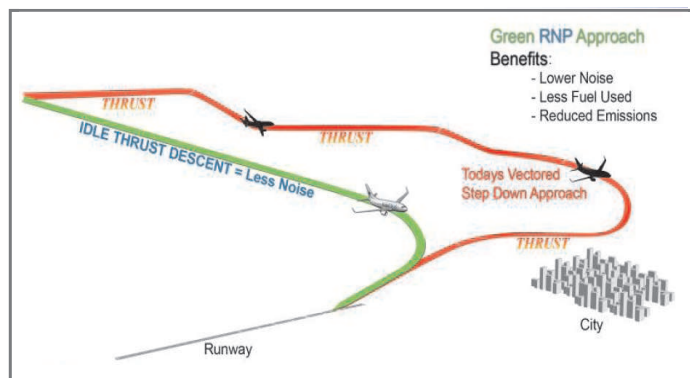 Green RNP Approach
Benefits:
- Lower Noise
- Less Fuel Used
- Reduced Emissions
THRUST
THRUST
IDLE THRUST DESCENT = Less Noise
Todays Vectored
Step Down Approach
THRUST
City
Runway